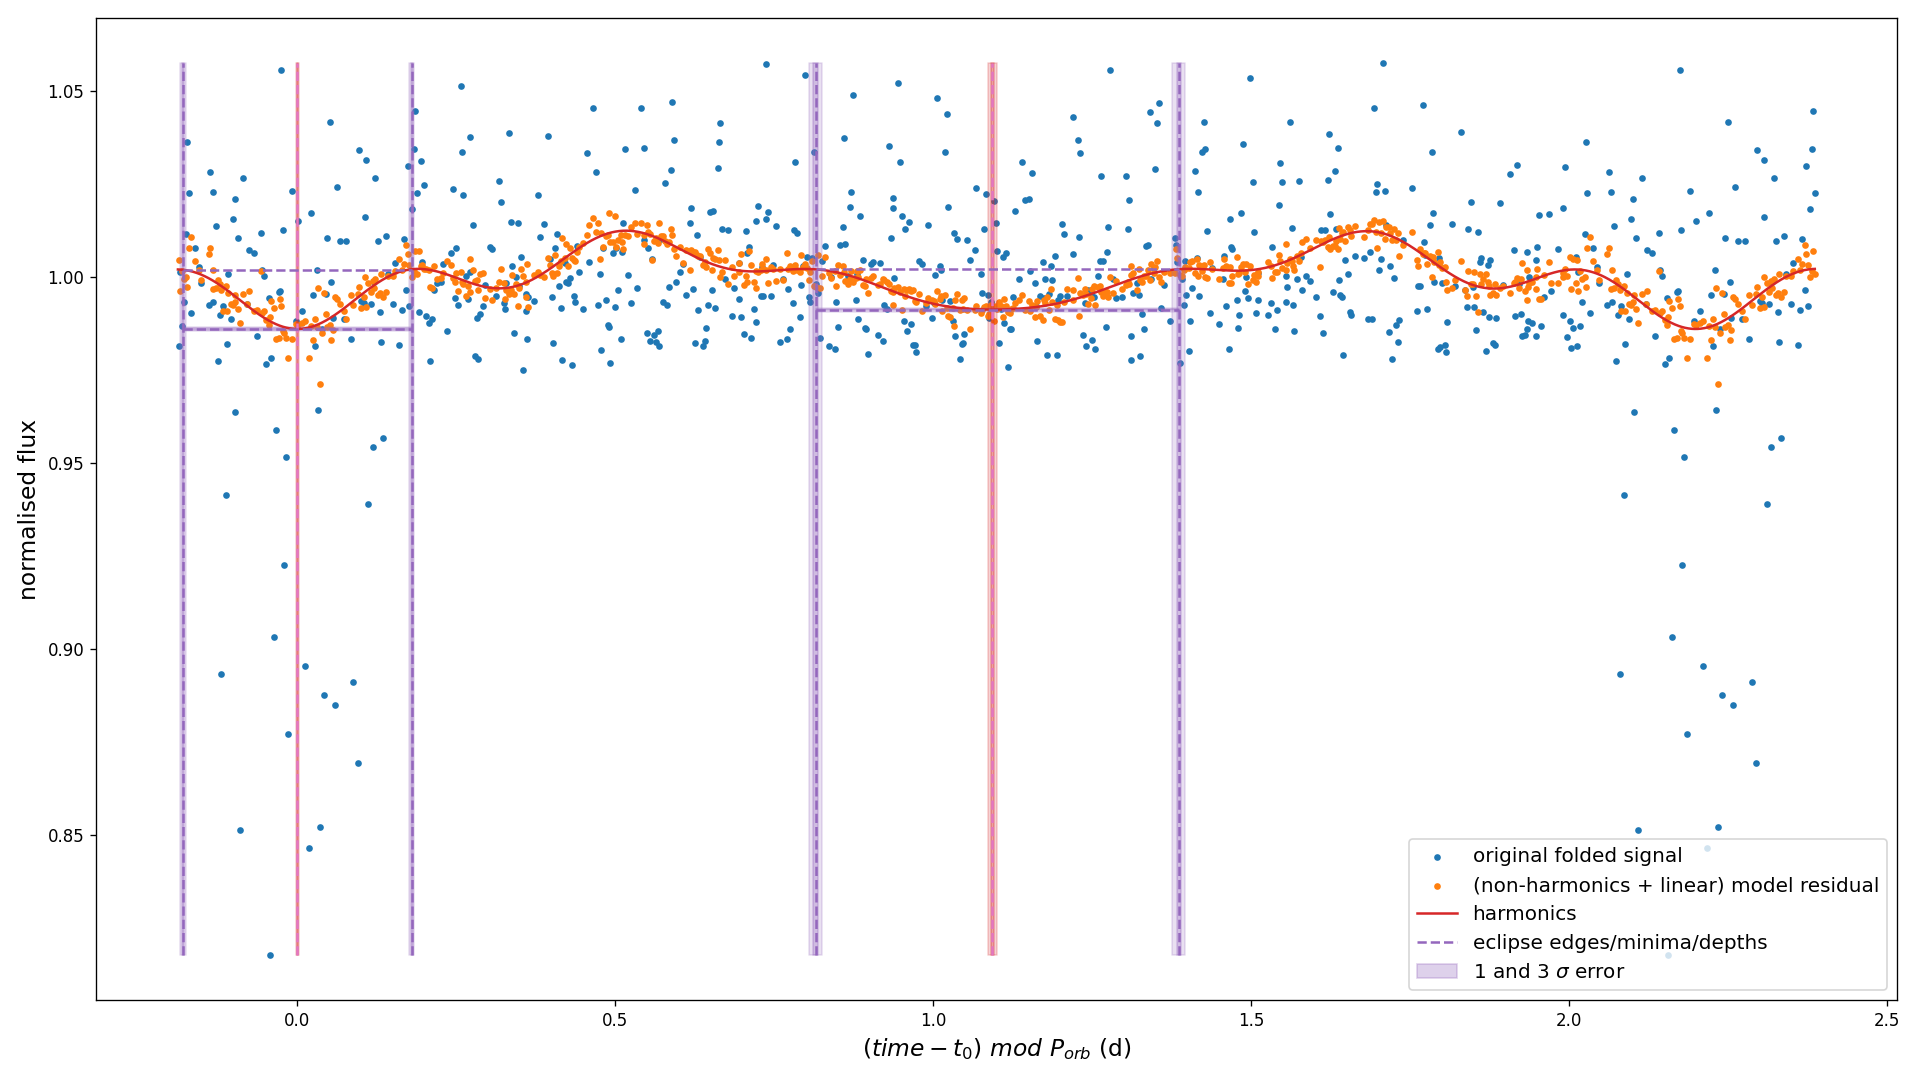 1.05
1.00
0.95
0.90
0.85
normalised flux
0.0
0.5
1.0
1.5
2.0
2.5
(time − t₀) mod Pₒᵣᵦ (d)
original folded signal
(non-harmonics + linear) model residual
harmonics
eclipse edges/minima/depths
1 and 3 σ error